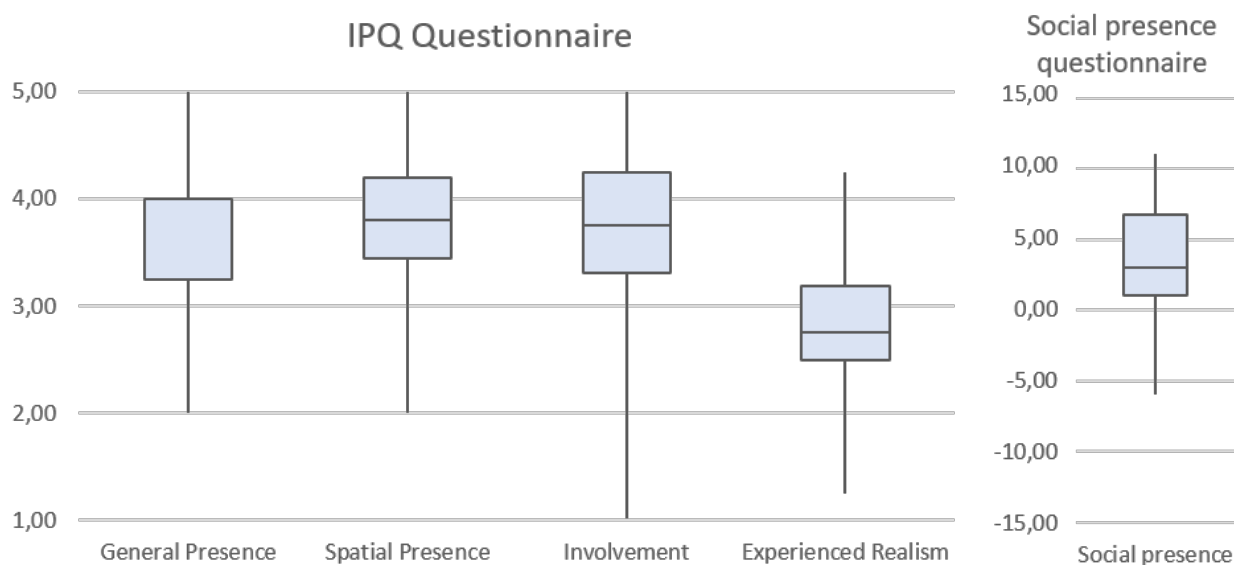 IPQ Questionnaire
5,00
4,00
3,00
2,00
1,00
General Presence
Spatial Presence
Involvement
Experienced Realism
Social presence
questionnaire
15,00
10,00
5,00
0,00
-5,00
-10,00
-15,00
Social presence